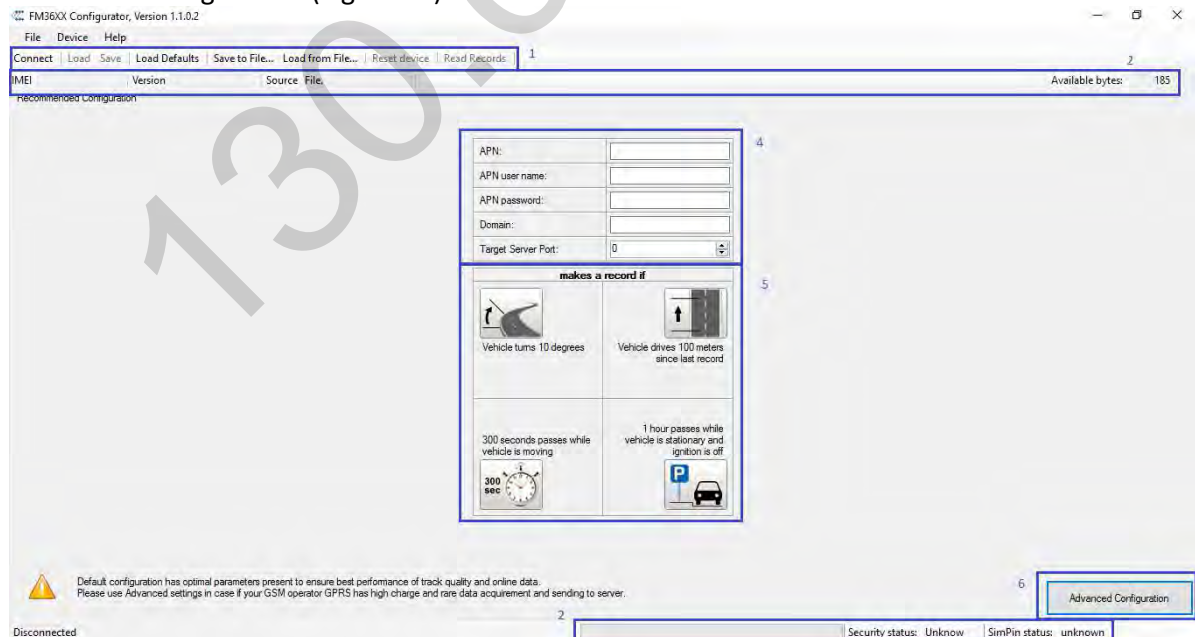 FM36XX Configurator, Version 1.1.0.2
File Device Help
Connect Load Save Load Defaults Save to File... Load from File... Reset device Read Records 1
2
IMEI Version Source File. Available bytes: 185
Recommended Configuration
4
APN:
APN user name:
APN password:
Domain:
Target Server Port: 0
makes a record if
5
Vehicle turns 10 degrees
Vehicle drives 100 meters
since last record
300 seconds passes while
vehicle is moving
300
sec
1 hour passes while
vehicle is stationary and
ignition is off
P
Default configuration has optimal parameters present to ensure best performance of track quality and online data.
Please use Advanced settings in case if your GSM operator GPRS has high charge and rare data acquirement and sending to server.
6
Advanced Configuration
2
Disconnected Security status: Unknow SimPin status: unknown
130.